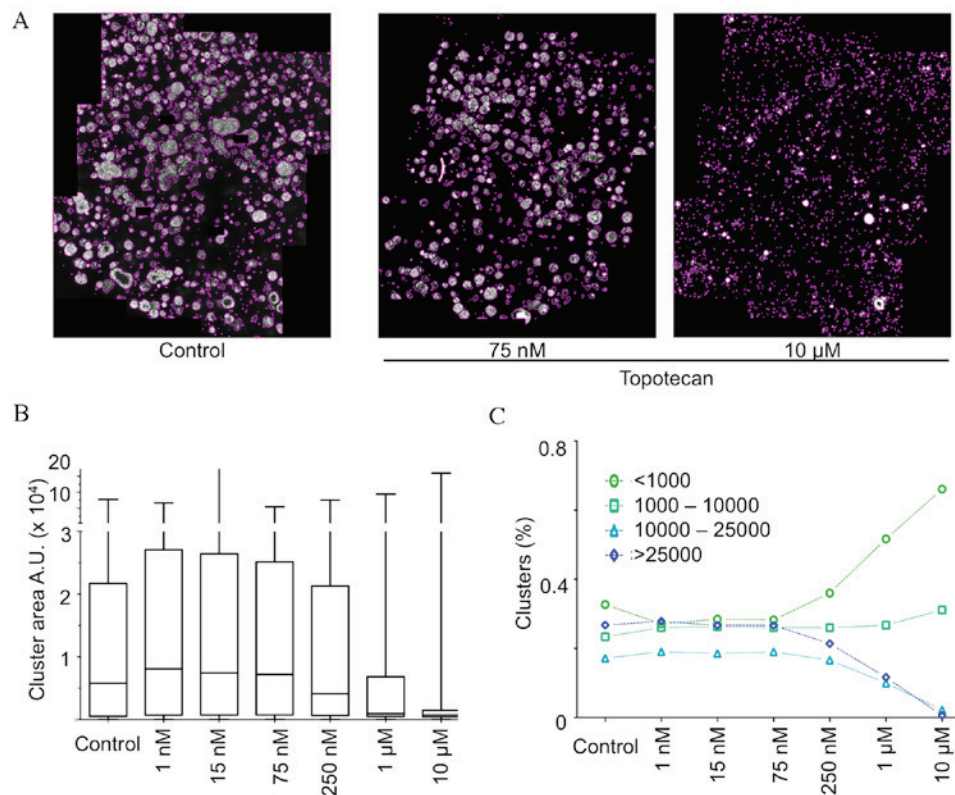 A
Control
75 nM
10 µM
Topotecan
B
Cluster area A.U. (x 10⁴)
20
10
3
2
1
Control
1 nM
15 nM
75 nM
250 nM
1 µM
10 µM
C
Clusters (%)
0.8
0.4
0
<1000
1000 – 10000
10000 – 25000
>25000
Control
1 nM
15 nM
75 nM
250 nM
1 µM
10 µM